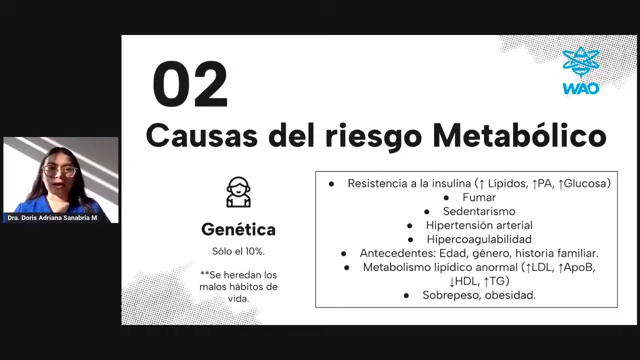 02
WAO
Causas del riesgo Metabólico
Genética
Sólo el 10%.
**Se heredan los
malos hábitos de
vida.
● Resistencia a la insulina (↑ Lípidos, ↑PA, ↑Glucosa)
● Fumar
● Sedentarismo
● Hipertensión arterial
● Hipercoagulabilidad
● Antecedentes: Edad, género, historia familiar.
● Metabolismo lipídico anormal (↑LDL, ↑ApoB,
↓HDL, ↑TG)
● Sobrepeso, obesidad.
Dra. Doris Adriana Sanabria M